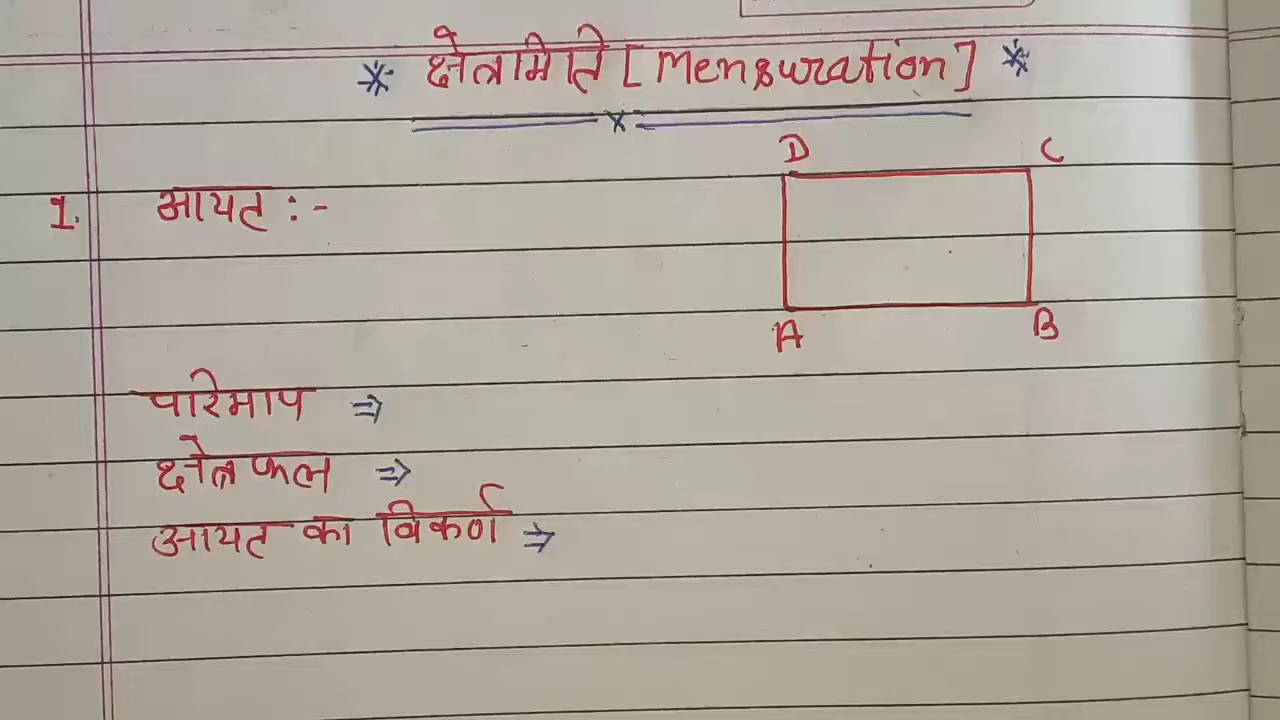 * क्षेत्रमिति [Mensuration] *
x
D C
1. आयत :-
A B
परिमाप ⇒
क्षेत्रफल ⇒
आयत का विकर्ण ⇒